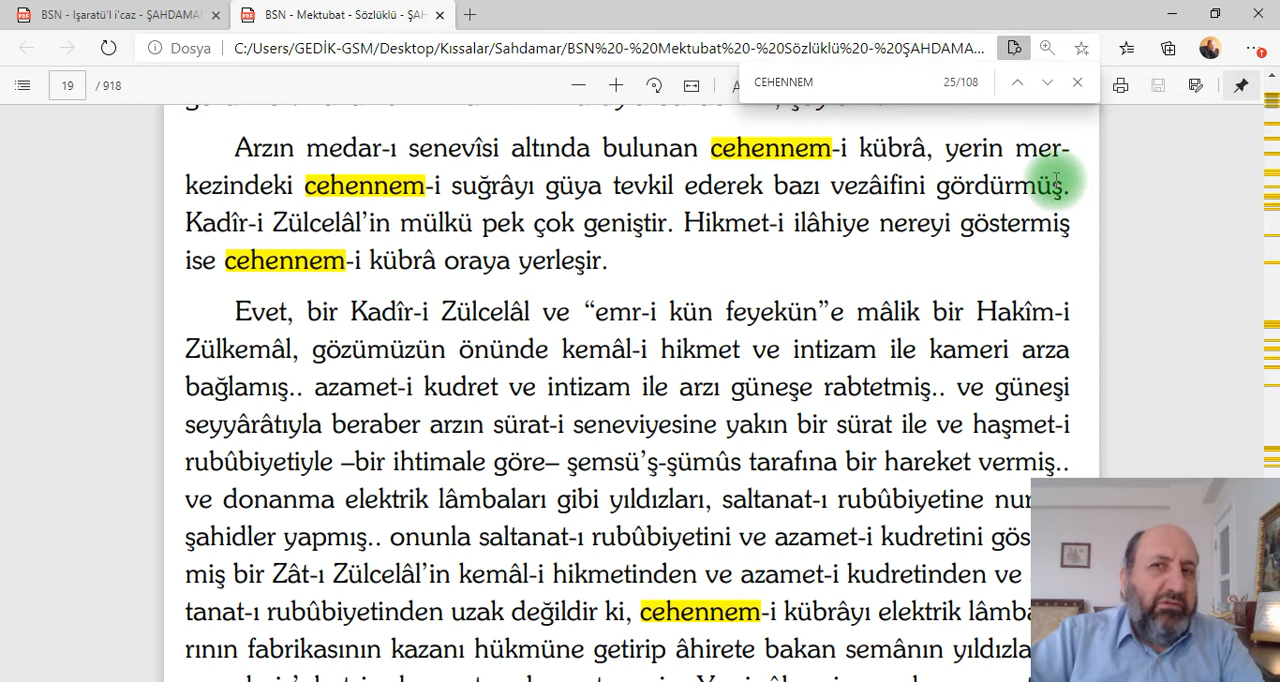 BSN - Işaratü'l i'caz - ŞAHDAMA
BSN - Mektubat - Sözlüklü - ŞAH
Dosya
C:/Users/GEDİK-GSM/Desktop/Kıssalar/Sahdamar/BSN%20-%20Mektubat%20-%20Sözlüklü%20-%20ŞAHDAMA...
19 / 918
CEHENNEM 25/108
Arzın medar-ı senevîsi altında bulunan cehennem-i kübrâ, yerin mer-
kezindeki cehennem-i suğrâyı güya tevkil ederek bazı vezâifini gördürmüş.
Kadîr-i Zülcelâl'in mülkü pek çok geniştir. Hikmet-i ilâhiye nereyi göstermiş
ise cehennem-i kübrâ oraya yerleşir.
Evet, bir Kadîr-i Zülcelâl ve “emr-i kün feyekün”e mâlik bir Hakîm-i
Zülkemâl, gözümüzün önünde kemâl-i hikmet ve intizam ile kameri arza
bağlamış.. azamet-i kudret ve intizam ile arzı güneşe rabtetmiş.. ve güneşi
seyyârâtıyla beraber arzın sürat-i seneviyesine yakın bir sürat ile ve haşmet-i
rubûbiyetiyle –bir ihtimale göre– şemsü'ş-şümûs tarafına bir hareket vermiş..
ve donanma elektrik lâmbaları gibi yıldızları, saltanat-ı rubûbiyetine nur
şahidler yapmış.. onunla saltanat-ı rubûbiyetini ve azamet-i kudretini gös
miş bir Zât-ı Zülcelâl'in kemâl-i hikmetinden ve azamet-i kudretinden ve
tanat-ı rubûbiyetinden uzak değildir ki, cehennem-i kübrâyı elektrik lâmba
rının fabrikasının kazanı hükmüne getirip âhirete bakan semânın yıldızla